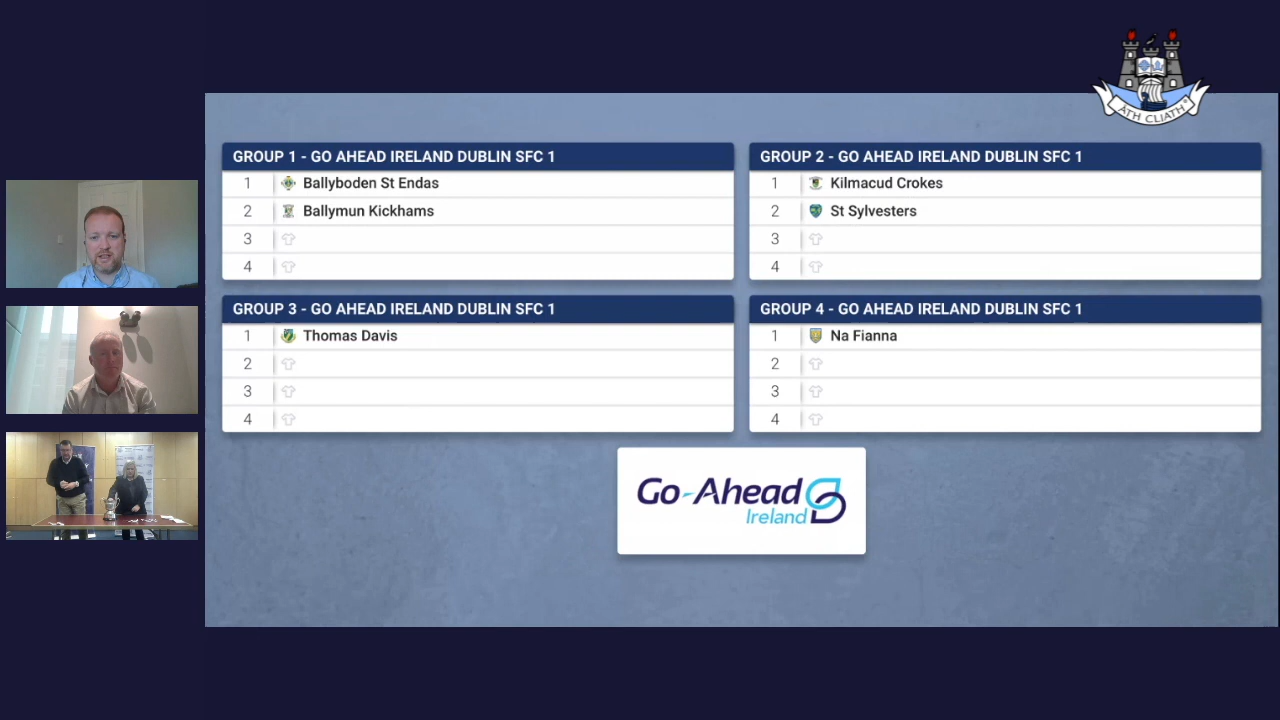 ÁTH CLIATH
GROUP 1 - GO AHEAD IRELAND DUBLIN SFC 1
1 Ballyboden St Endas
2 Ballymun Kickhams
3
4
GROUP 2 - GO AHEAD IRELAND DUBLIN SFC 1
1 Kilmacud Crokes
2 St Sylvesters
3
4
GROUP 3 - GO AHEAD IRELAND DUBLIN SFC 1
1 Thomas Davis
2
3
4
GROUP 4 - GO AHEAD IRELAND DUBLIN SFC 1
1 Na Fianna
2
3
4
Go-Ahead
Ireland